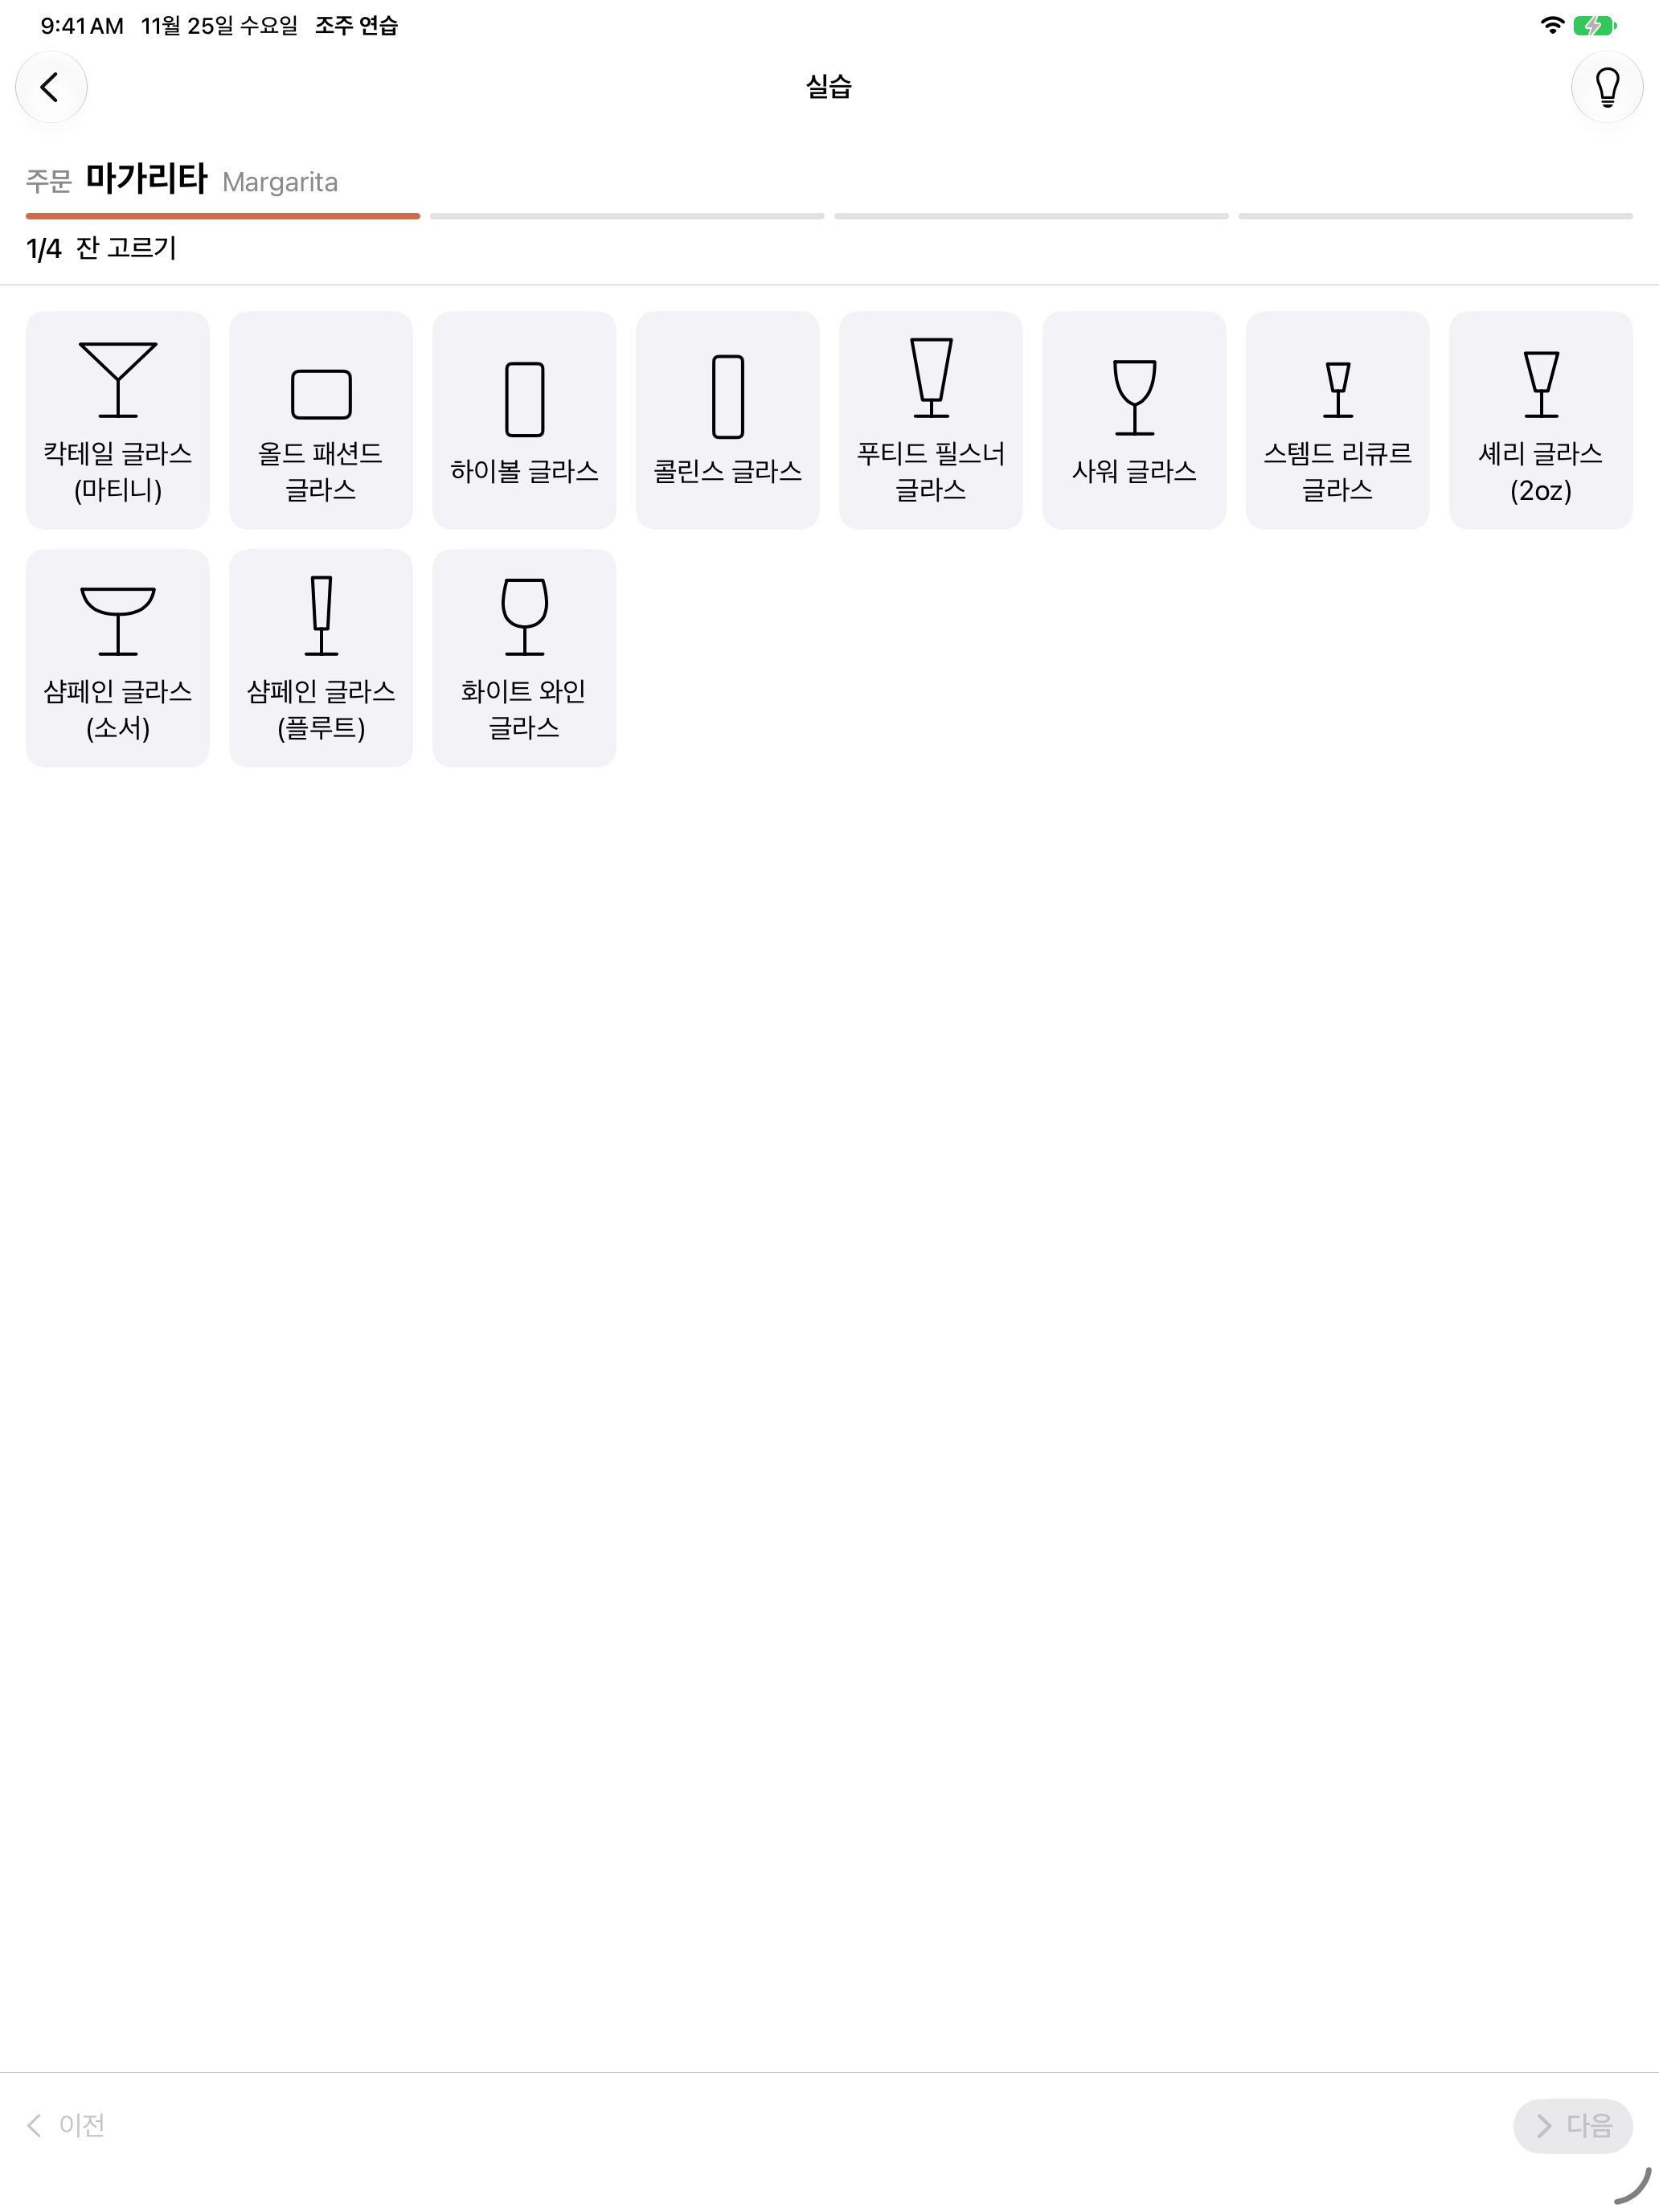 9:41 AM 11월 25일 수요일 조주 연습
실습
주문 마가리타 Margarita
1/4 잔 고르기
칵테일 글라스
(마티니)
올드 패션드
글라스
하이볼 글라스
콜린스 글라스
푸티드 필스너
글라스
사워 글라스
스템드 리큐르
글라스
셰리 글라스
(2oz)
샴페인 글라스
(소서)
샴페인 글라스
(플루트)
화이트 와인
글라스
이전
다음